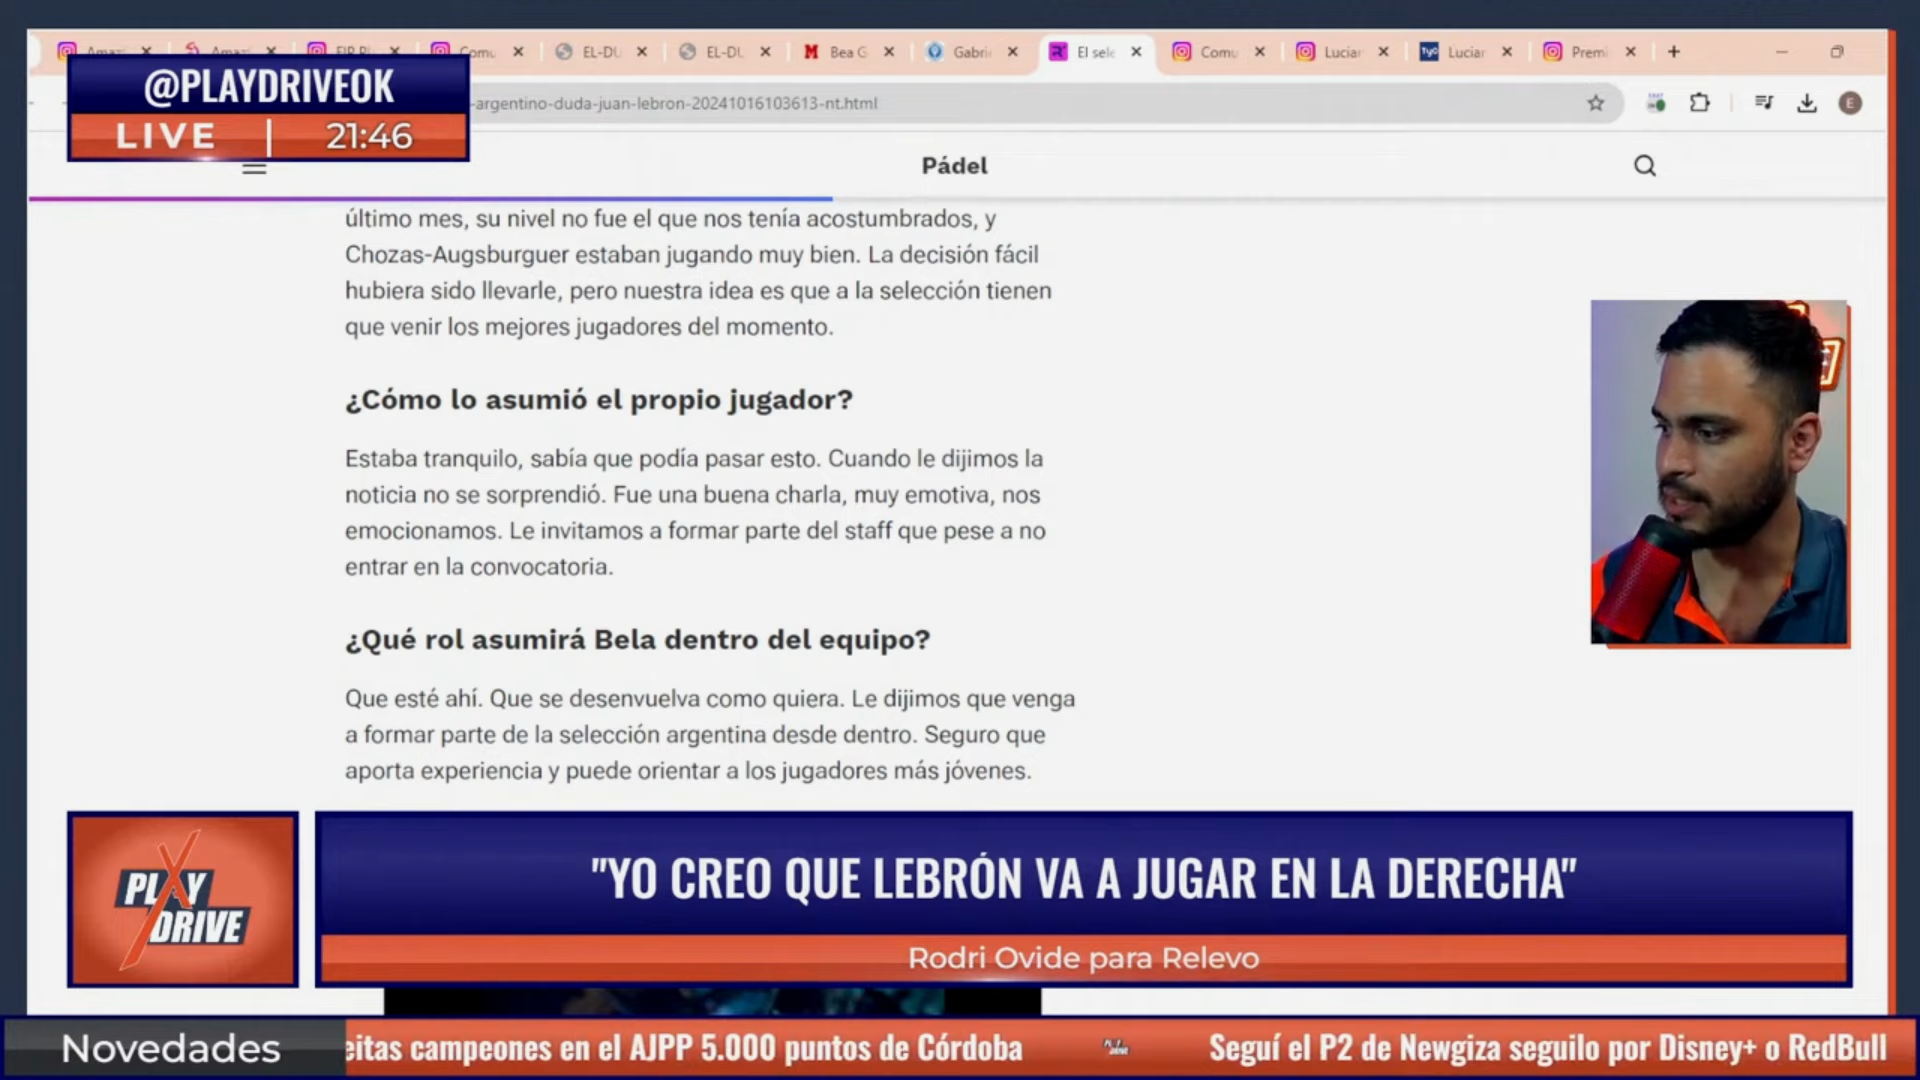 Amaz
Amaz
FIP Pl
Comu
EL-DU
EL-DU
Bea G
Gabrie
El sele
Comu
Luciar
TyC
Luciar
Premi
@PLAYDRIVEOK
LIVE | 21:46
-argentino-duda-juan-lebron-20241016103613-nt.html
E
Pádel
último mes, su nivel no fue el que nos tenía acostumbrados, y
Chozas-Augsburguer estaban jugando muy bien. La decisión fácil
hubiera sido llevarle, pero nuestra idea es que a la selección tienen
que venir los mejores jugadores del momento.
¿Cómo lo asumió el propio jugador?
Estaba tranquilo, sabía que podía pasar esto. Cuando le dijimos la
noticia no se sorprendió. Fue una buena charla, muy emotiva, nos
emocionamos. Le invitamos a formar parte del staff que pese a no
entrar en la convocatoria.
¿Qué rol asumirá Bela dentro del equipo?
Que esté ahí. Que se desenvuelva como quiera. Le dijimos que venga
a formar parte de la selección argentina desde dentro. Seguro que
aporta experiencia y puede orientar a los jugadores más jóvenes.
PLAY
DRIVE
"YO CREO QUE LEBRÓN VA A JUGAR EN LA DERECHA"
Rodri Ovide para Relevo
Novedades
eitas campeones en el AJPP 5.000 puntos de Córdoba
Seguí el P2 de Newgiza seguilo por Disney+ o RedBull